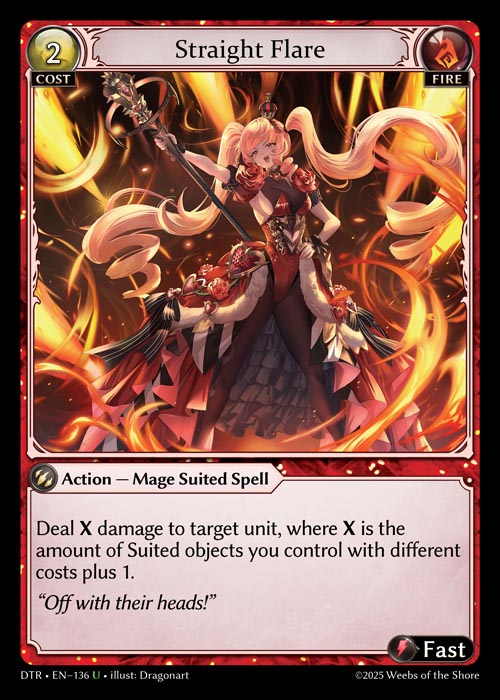 2
Straight Flare
COST
FIRE
Action — Mage Suited Spell
Deal X damage to target unit, where X is the
amount of Suited objects you control with different
costs plus 1.
“Off with their heads!”
Fast
DTR • EN–136 U • illust: Dragonart
©2025 Weebs of the Shore